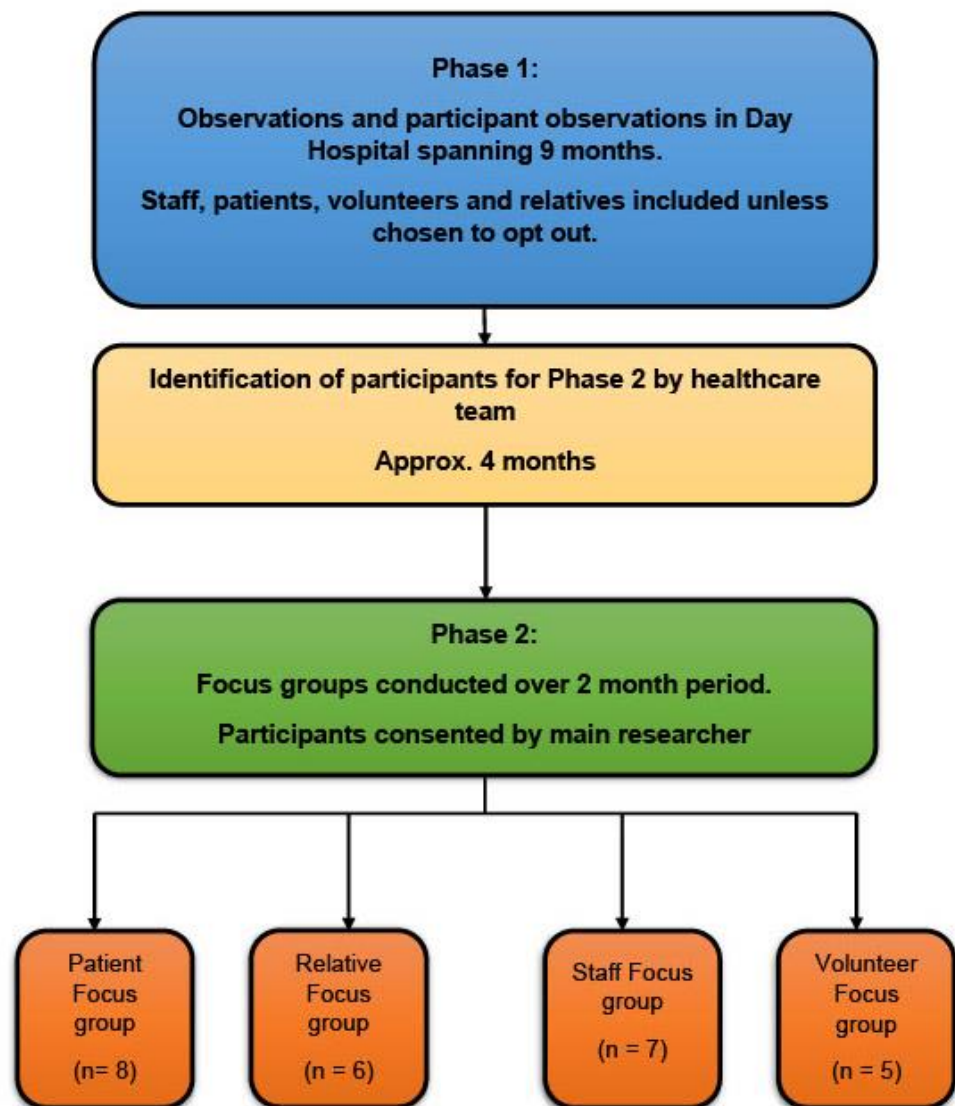 Phase 1:
Observations and participant observations in Day
Hospital spanning 9 months.
Staff, patients, volunteers and relatives included unless
chosen to opt out.
Identification of participants for Phase 2 by healthcare
team
Approx. 4 months
Phase 2:
Focus groups conducted over 2 month period.
Participants consented by main researcher
Patient
Focus
group
(n= 8)
Relative
Focus
group
(n = 6)
Staff Focus
group
(n = 7)
Volunteer
Focus
group
(n = 5)